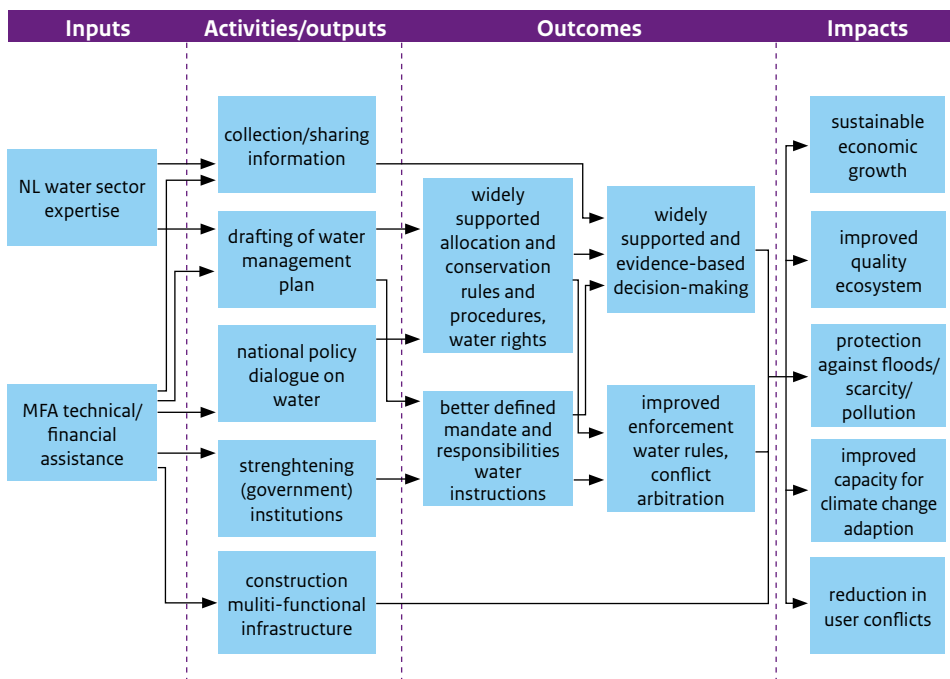 Inputs
Activities/outputs
Outcomes
Impacts
NL water sector
expertise
MFA technical/
financial
assistance
collection/sharing
information
drafting of water
management
plan
national policy
dialogue on
water
strenghtening
(government)
institutions
construction
muliti-functional
infrastructure
widely
supported
allocation and
conservation
rules and
procedures,
water rights
better defined
mandate and
responsibilities
water
instructions
widely
supported and
evidence-based
decision-making
improved
enforcement
water rules,
conflict
arbitration
sustainable
economic
growth
improved
quality
ecosystem
protection
against floods/
scarcity/
pollution
improved
capacity for
climate change
adaption
reduction in
user conflicts